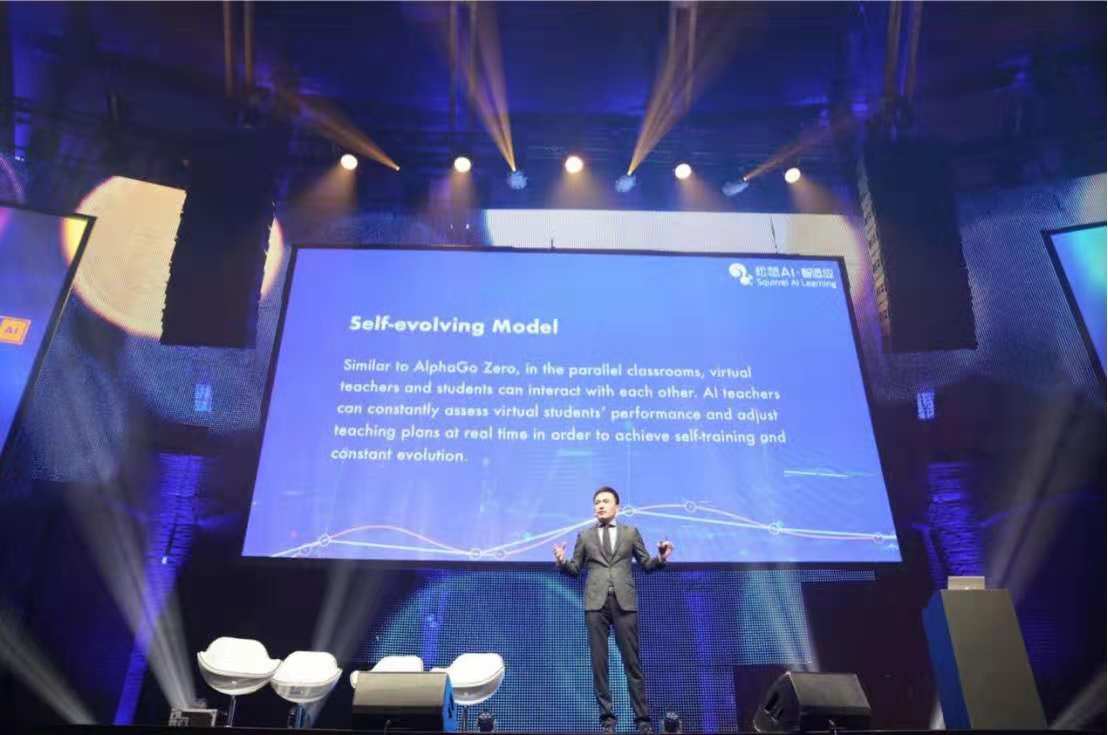 松鼠AI·智适应
Squirrel AI Learning
Self-evolving Model
Similar to AlphaGo Zero, in the parallel classrooms, virtual
teachers and students can interact with each other. AI teachers
can constantly assess virtual students' performance and adjust
teaching plans at real time in order to achieve self-training and
constant evolution.
AI